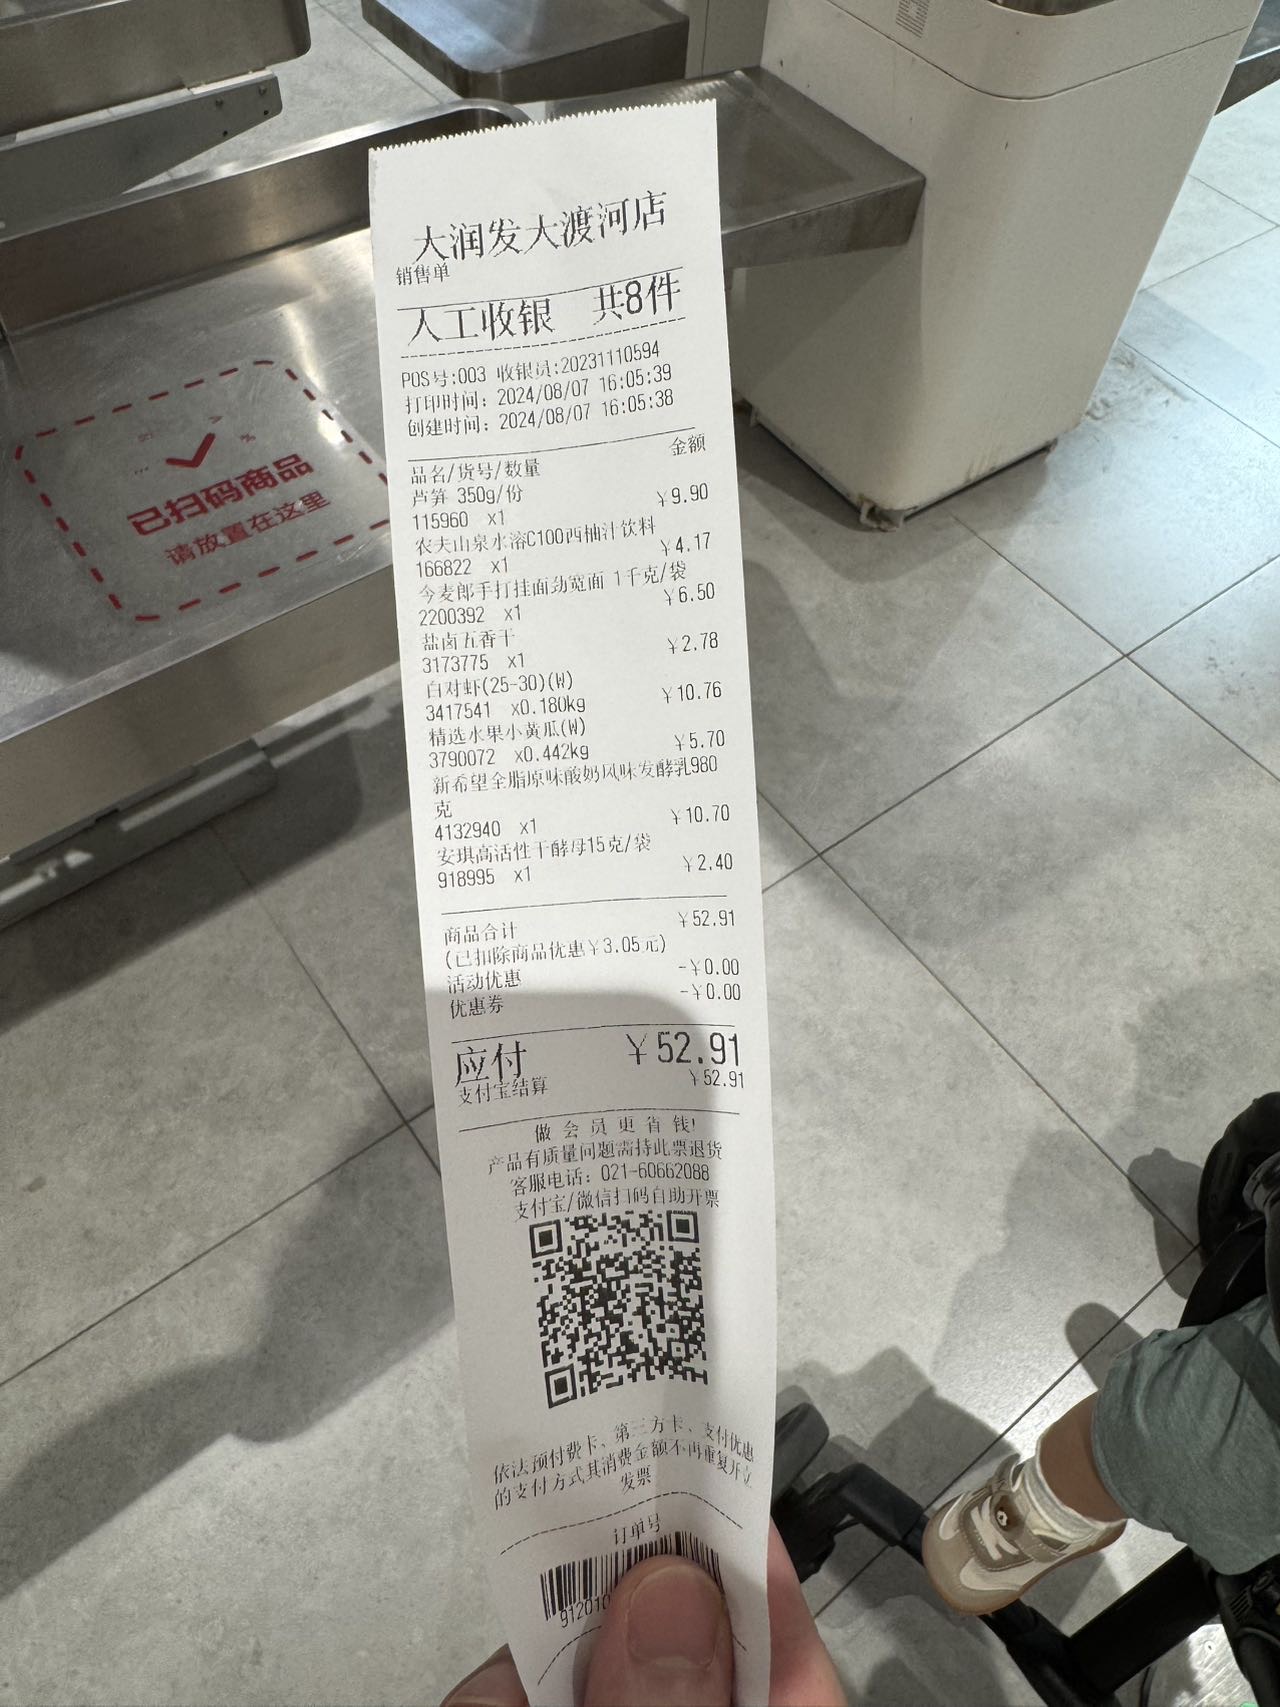 大润发大渡河店
销售单
人工收银 共8件
POS号:003 收银员:20231110594
打印时间: 2024/08/07 16:05:39
创建时间: 2024/08/07 16:05:38
金额
品名/货号/数量
芦笋 350g/份
115960 x1 ¥9.90
农夫山泉水溶C100西柚汁饮料
166822 x1 ¥4.17
今麦郎手打挂面劲宽面 1千克/袋
2200392 x1 ¥6.50
盐卤五香干
3173775 x1 ¥2.78
白对虾(25-30)(W)
3417541 x0.180kg ¥10.76
精选水果小黄瓜(W)
3790072 x0.442kg ¥5.70
新希望全脂原味酸奶风味发酵乳980
克
4132940 x1 ¥10.70
安琪高活性干酵母15克/袋
918995 x1 ¥2.40
商品合计 ¥52.91
(已扣除商品优惠¥3.05元)
活动优惠 -¥0.00
优惠券 -¥0.00
应付 ¥52.91
支付宝结算 ¥52.91
做会员更省钱!
产品有质量问题需持此票退货
客服电话: 021-60662088
支付宝/微信扫码自助开票
依法预付费卡、第三方卡、支付优惠
的支付方式其消费金额不再重复开立
发票
订单号
912010
已扫码商品
请放置在这里